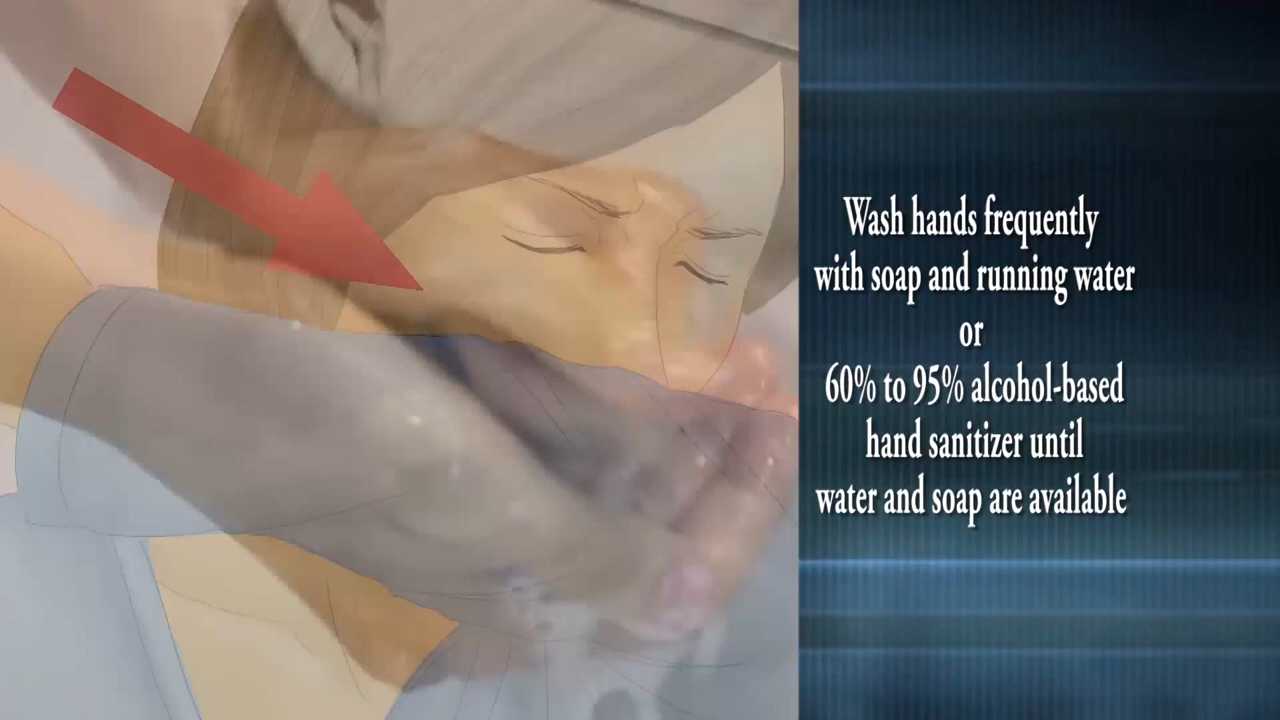 Wash hands frequently
with soap and running water
or
60% to 95% alcohol-based
hand sanitizer until
water and soap are available